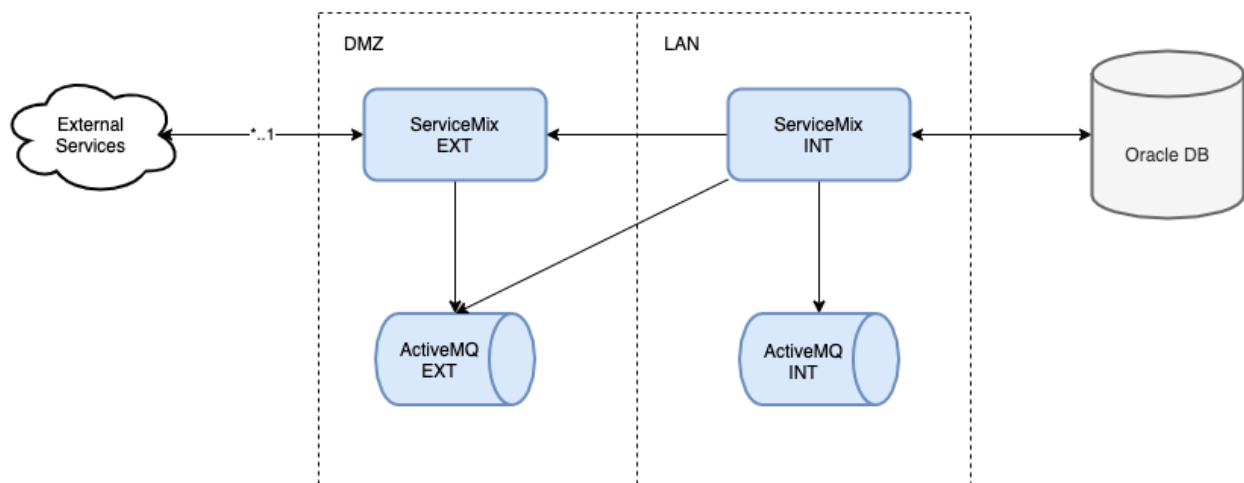 DMZ
LAN
External
Services
*..1
ServiceMix
EXT
ServiceMix
INT
Oracle DB
ActiveMQ
EXT
ActiveMQ
INT